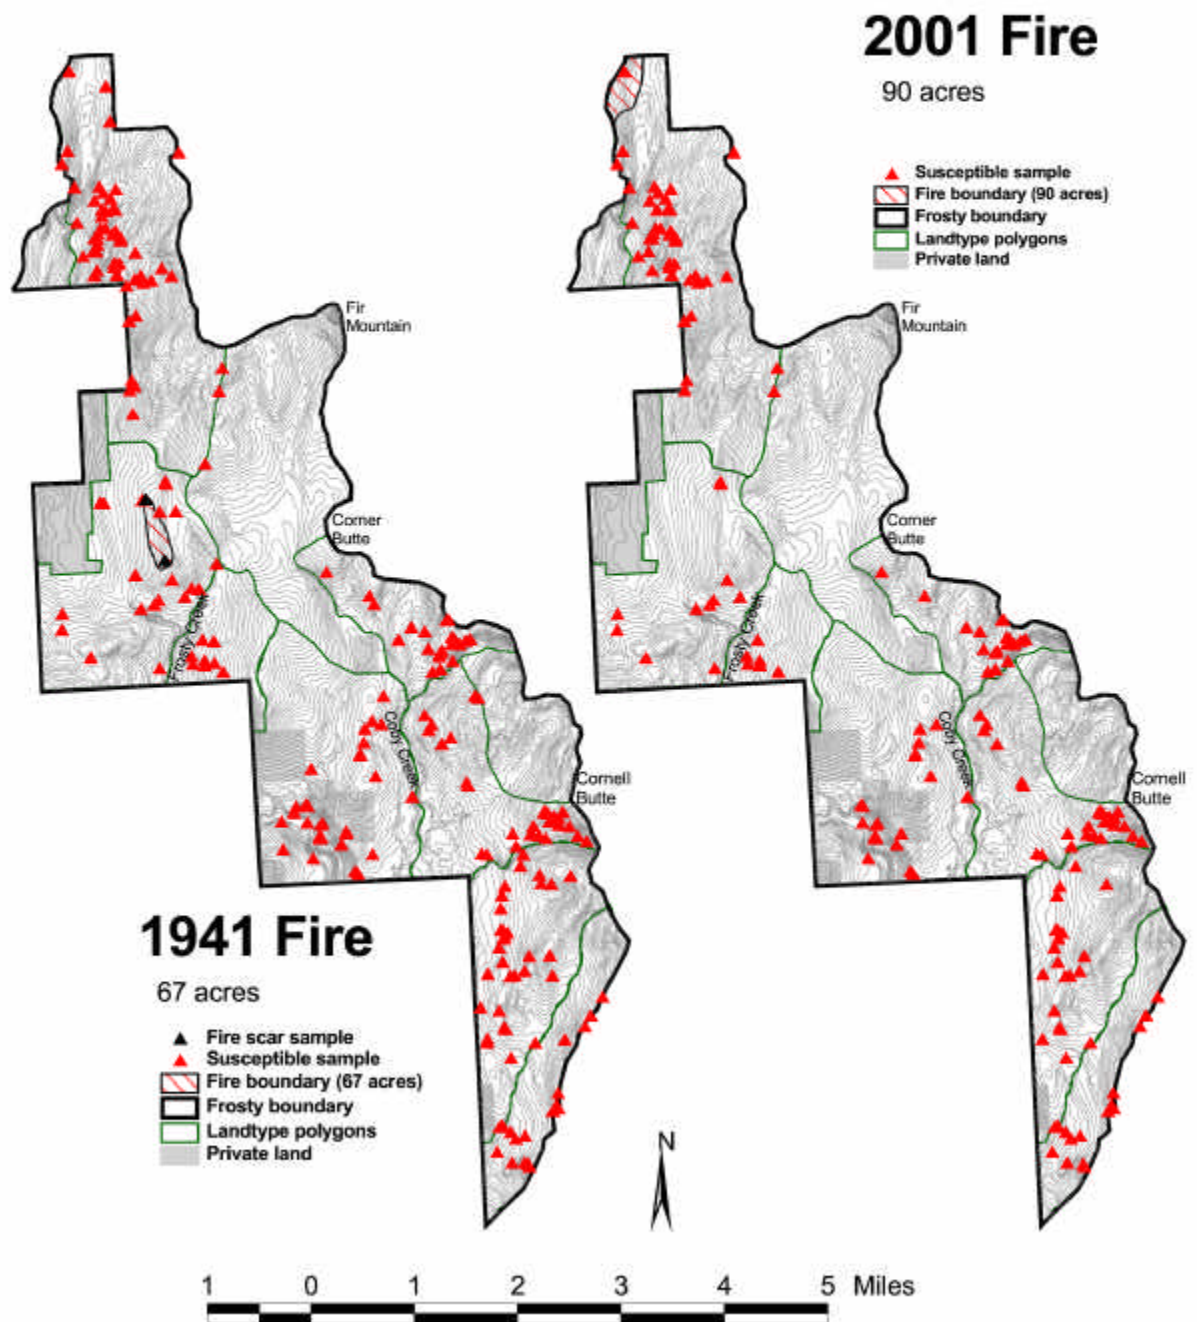 2001 Fire
90 acres
Susceptible sample
Fire boundary (90 acres)
Frosty boundary
Landtype polygons
Private land
Fir
Mountain
Fir
Mountain
Corner
Butte
Corner
Butte
Frosty Creek
Frosty Creek
Cody Creek
Cody Creek
Cornell
Butte
Cornell
Butte
1941 Fire
67 acres
Fire scar sample
Susceptible sample
Fire boundary (67 acres)
Frosty boundary
Landtype polygons
Private land
N
1 0 1 2 3 4 5 Miles